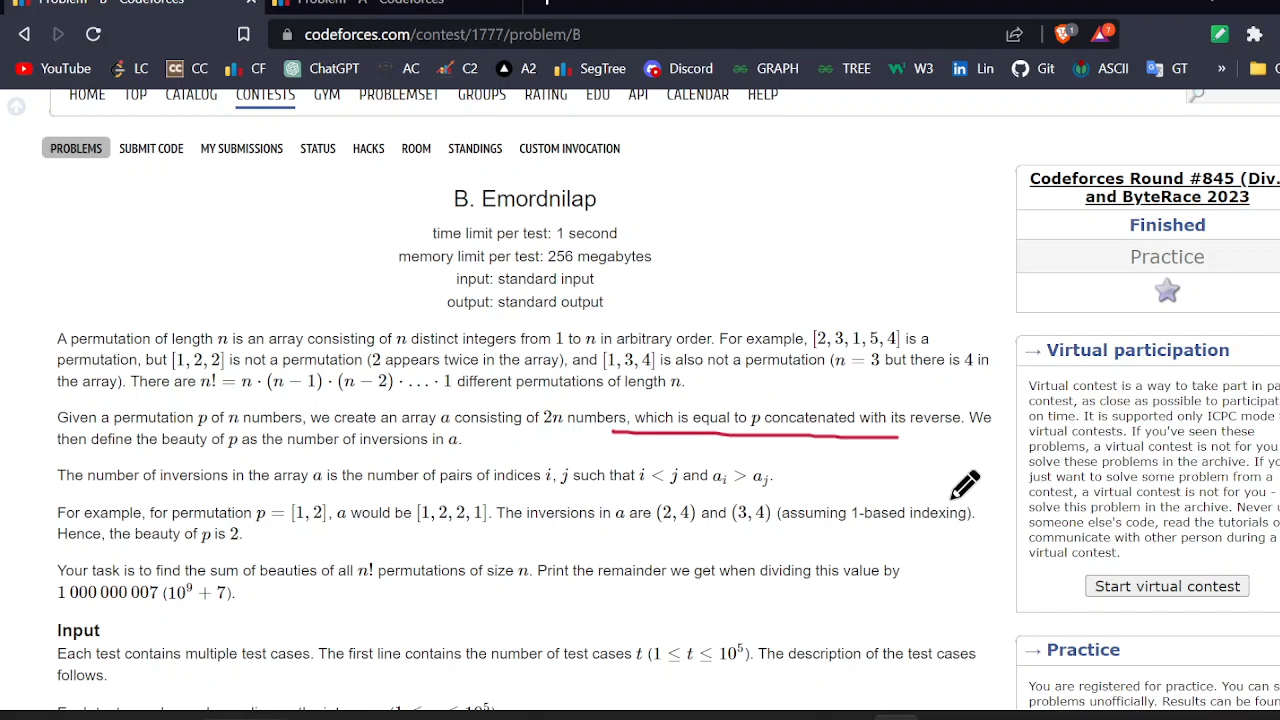 codeforces.com/contest/1777/problem/B
YouTube LC CC CF ChatGPT AC C2 A2 SegTree Discord GRAPH TREE W3 Lin Git ASCII GT »
HOME TOP CATALOG CONTESTS GYM PROBLEMSET GROUPS RATING EDU API CALENDAR HELP
PROBLEMS SUBMIT CODE MY SUBMISSIONS STATUS HACKS ROOM STANDINGS CUSTOM INVOCATION
B. Emordnilap
time limit per test: 1 second
memory limit per test: 256 megabytes
input: standard input
output: standard output
A permutation of length n is an array consisting of n distinct integers from 1 to n in arbitrary order. For example, [2, 3, 1, 5, 4] is a
permutation, but [1, 2, 2] is not a permutation (2 appears twice in the array), and [1, 3, 4] is also not a permutation (n = 3 but there is 4 in
the array). There are n! = n · (n − 1) · (n − 2) · . . . · 1 different permutations of length n.
Given a permutation p of n numbers, we create an array a consisting of 2n numbers, which is equal to p concatenated with its reverse. We
then define the beauty of p as the number of inversions in a.
The number of inversions in the array a is the number of pairs of indices i, j such that i < j and aᵢ > aⱼ.
For example, for permutation p = [1, 2], a would be [1, 2, 2, 1]. The inversions in a are (2, 4) and (3, 4) (assuming 1-based indexing).
Hence, the beauty of p is 2.
Your task is to find the sum of beauties of all n! permutations of size n. Print the remainder we get when dividing this value by
1 000 000 007 (10⁹ + 7).
Input
Each test contains multiple test cases. The first line contains the number of test cases t (1 ≤ t ≤ 10⁵). The description of the test cases
follows.
Codeforces Round #845 (Div.
and ByteRace 2023
Finished
Practice
→ Virtual participation
Virtual contest is a way to take part in pa
contest, as close as possible to participat
on time. It is supported only ICPC mode
virtual contests. If you've seen these
problems, a virtual contest is not for you
solve these problems in the archive. If yo
just want to solve some problem from a
contest, a virtual contest is not for you -
solve this problem in the archive. Never u
someone else's code, read the tutorials o
communicate with other person during a
virtual contest.
Start virtual contest
→ Practice
You are registered for practice. You can s
problems unofficially. Results can be foun